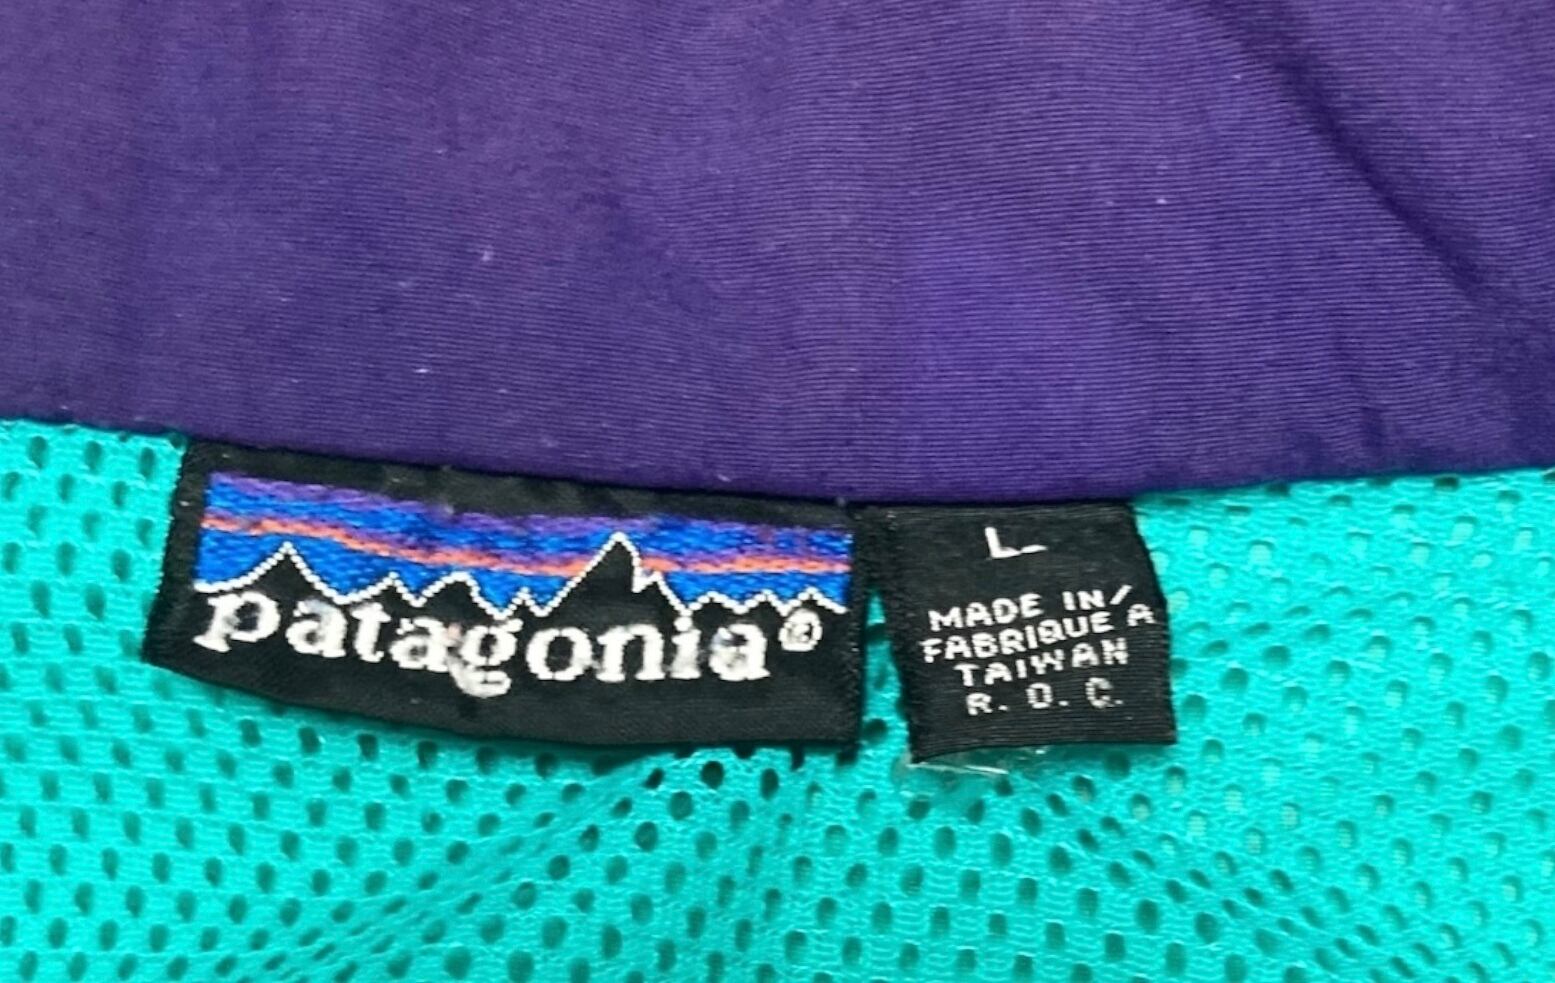 patagonia®
L
MADE IN/
FABRIQUE A
TAIWAN
R. O. C.